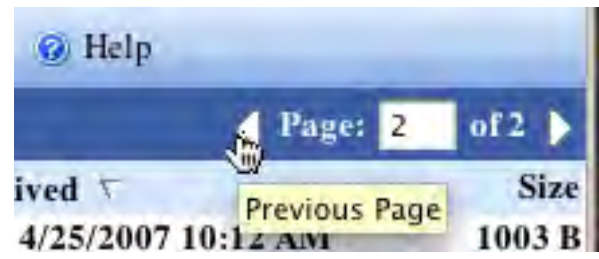 Help
Page: 2 of 2
ived Size
Previous Page
4/25/2007 10:12 AM 1003 B